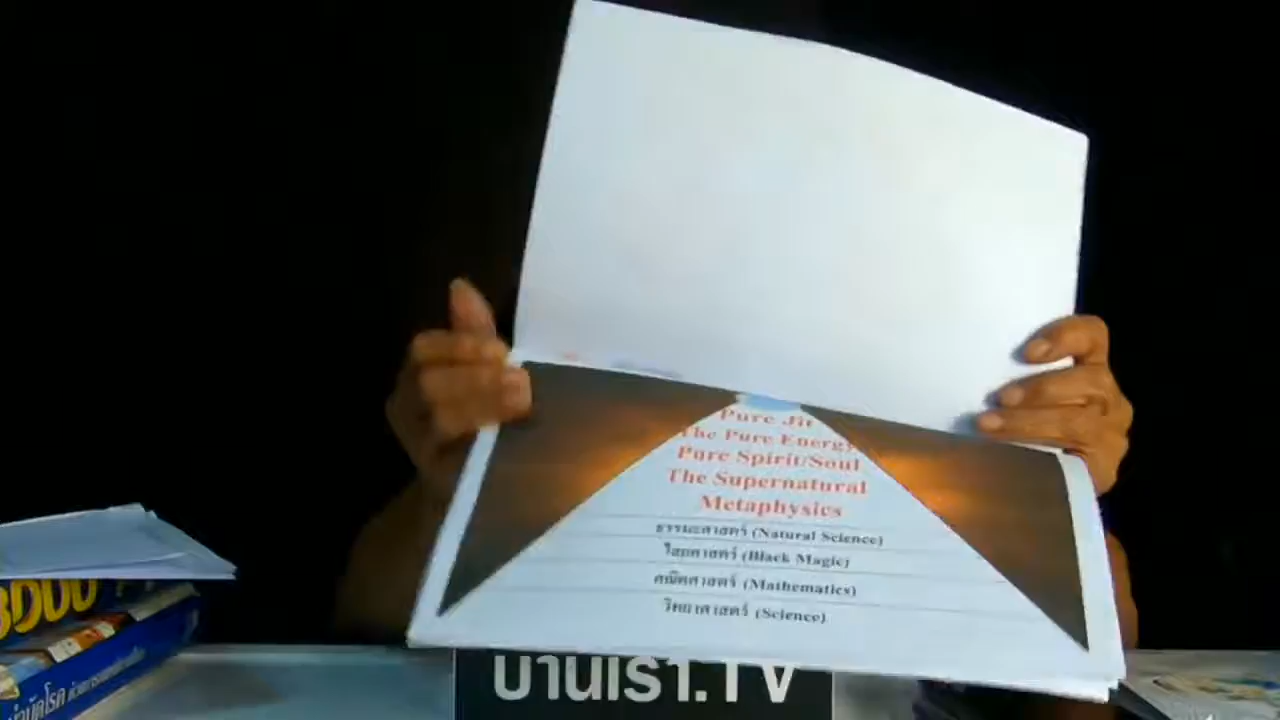 Pure Jit
The Pure Energy
Pure Spirit/Soul
The Supernatural
Metaphysics
ธรรมะศาสตร์ (Natural Science)
ไสยศาสตร์ (Black Magic)
คณิตศาสตร์ (Mathematics)
วิทยาศาสตร์ (Science)
บ้านเรา.TV